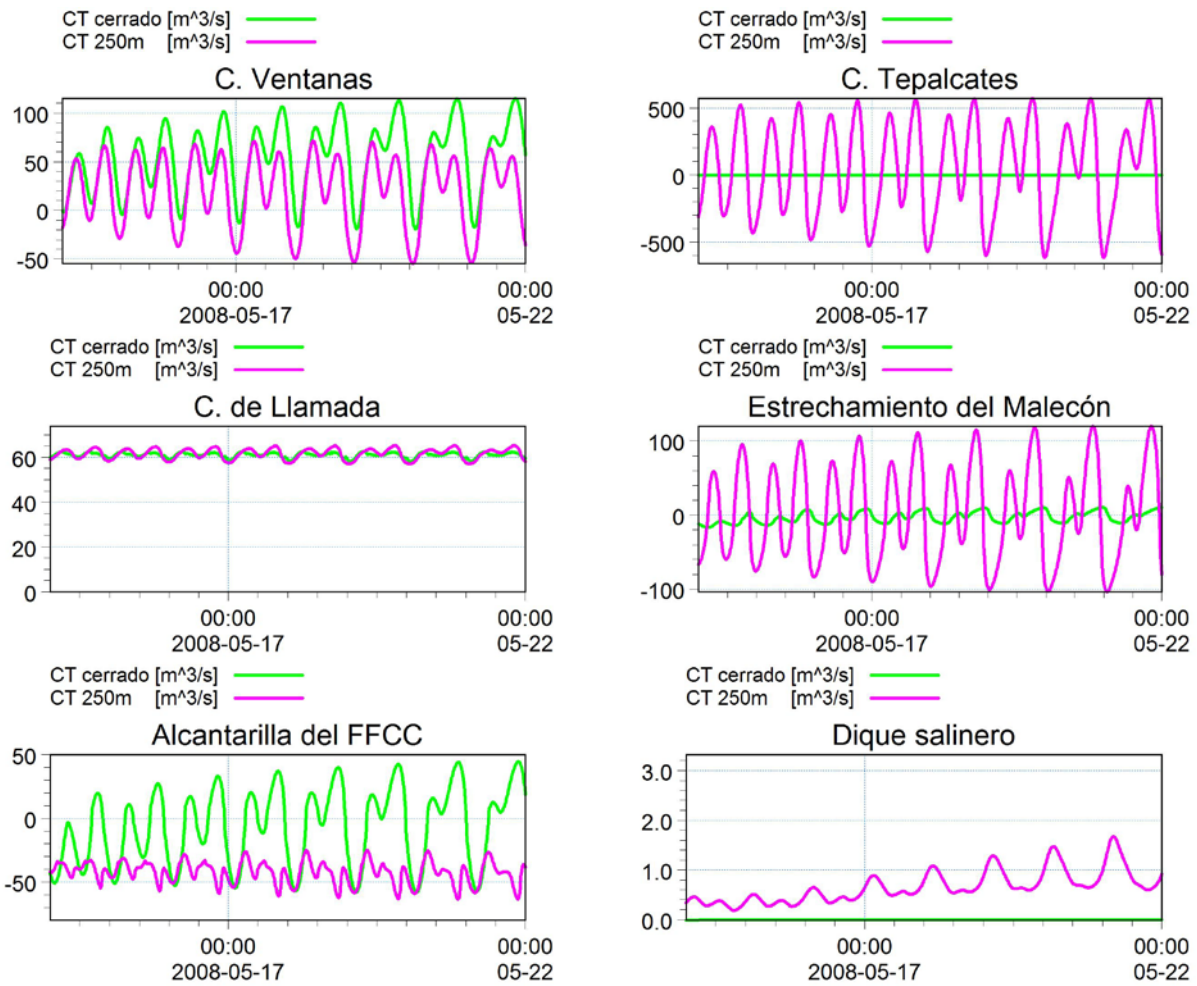 CT cerrado [m^3/s]
CT 250m [m^3/s]
C. Ventanas
100
50
0
-50
00:00
00:00
2008-05-17
05-22
CT cerrado [m^3/s]
CT 250m [m^3/s]
C. Tepalcates
500
0
-500
00:00
00:00
2008-05-17
05-22
CT cerrado [m^3/s]
CT 250m [m^3/s]
C. de Llamada
60
40
20
0
00:00
00:00
2008-05-17
05-22
CT cerrado [m^3/s]
CT 250m [m^3/s]
Estrechamiento del Malecón
100
0
-100
00:00
00:00
2008-05-17
05-22
CT cerrado [m^3/s]
CT 250m [m^3/s]
Alcantarilla del FFCC
50
0
-50
00:00
00:00
2008-05-17
05-22
CT cerrado [m^3/s]
CT 250m [m^3/s]
Dique salinero
3.0
2.0
1.0
0.0
00:00
00:00
2008-05-17
05-22